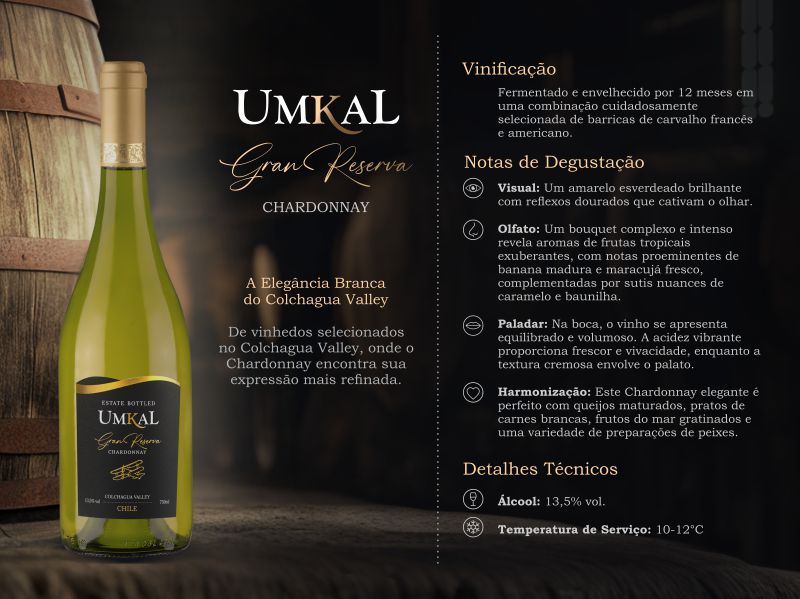 UMKAL
Gran Reserva
CHARDONNAY
A Elegância Branca
do Colchagua Valley
De vinhedos selecionados
no Colchagua Valley, onde o
Chardonnay encontra sua
expressão mais refinada.
ESTATE BOTTLED
UMKAL
Gran Reserva
CHARDONNAY
COLCHAGUA VALLEY
13,5%vol 750ml
CHILE
Vinificação
Fermentado e envelhecido por 12 meses em
uma combinação cuidadosamente
selecionada de barricas de carvalho francês
e americano.
Notas de Degustação
Visual: Um amarelo esverdeado brilhante
com reflexos dourados que cativam o olhar.
Olfato: Um bouquet complexo e intenso
revela aromas de frutas tropicais
exuberantes, com notas proeminentes de
banana madura e maracujá fresco,
complementadas por sutis nuances de
caramelo e baunilha.
Paladar: Na boca, o vinho se apresenta
equilibrado e volumoso. A acidez vibrante
proporciona frescor e vivacidade, enquanto a
textura cremosa envolve o palato.
Harmonização: Este Chardonnay elegante é
perfeito com queijos maturados, pratos de
carnes brancas, frutos do mar gratinados e
uma variedade de preparações de peixes.
Detalhes Técnicos
Álcool: 13,5% vol.
Temperatura de Serviço: 10-12°C